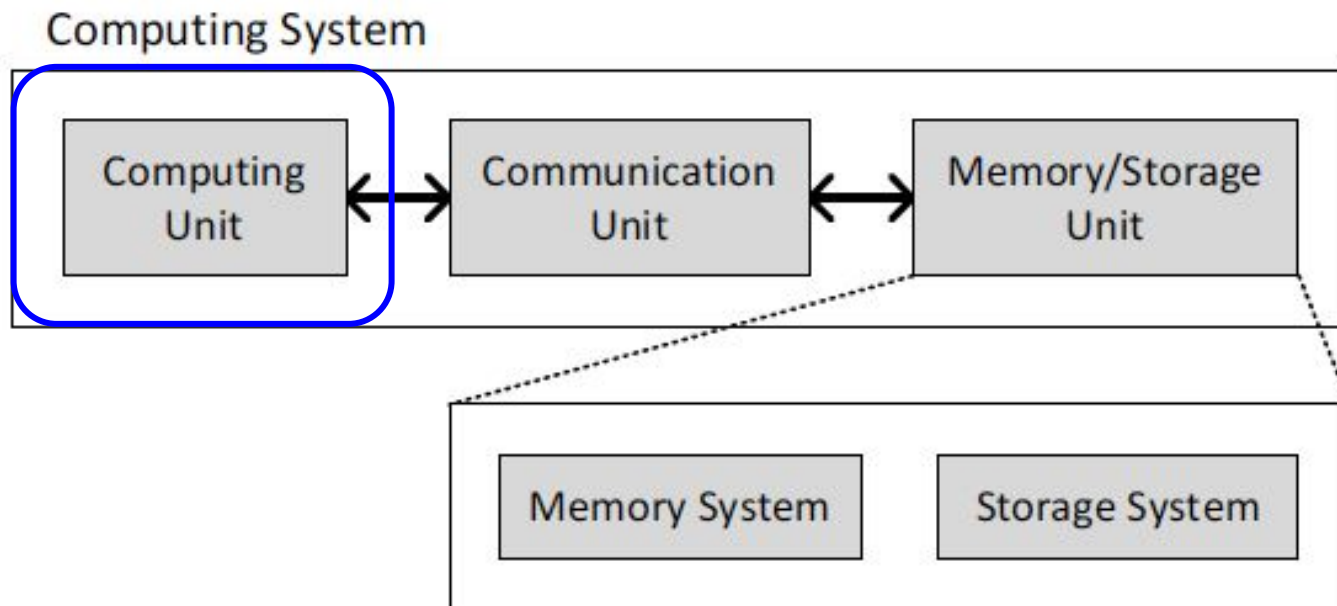 Computing System
Computing
Unit
Communication
Unit
Memory/Storage
Unit
Memory System
Storage System